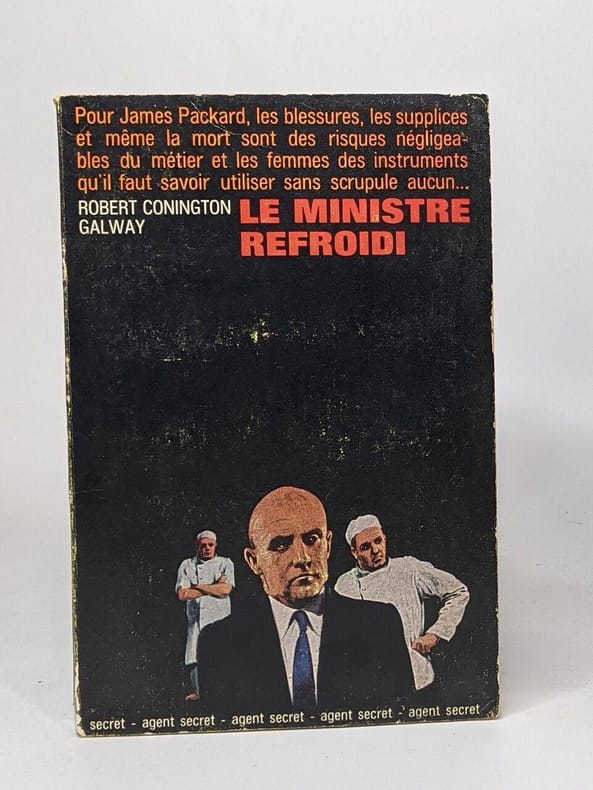 Pour James Packard, les blessures, les supplices
et même la mort sont des risques négligea-
bles du métier et les femmes des instruments
qu'il faut savoir utiliser sans scrupule aucun...
ROBERT CONINGTON
GALWAY
LE MINISTRE
REFROIDI
secret - agent secret - agent secret - agent secret - agent secret